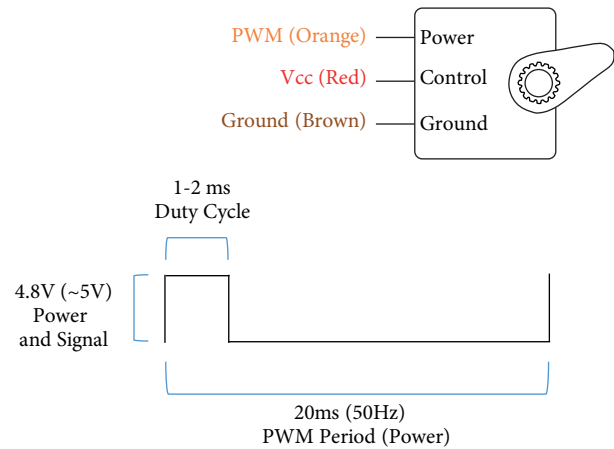 PWM (Orange) Power
Vcc (Red) Control
Ground (Brown) Ground
1-2 ms
Duty Cycle
4.8V (~5V)
Power
and Signal
20ms (50Hz)
PWM Period (Power)